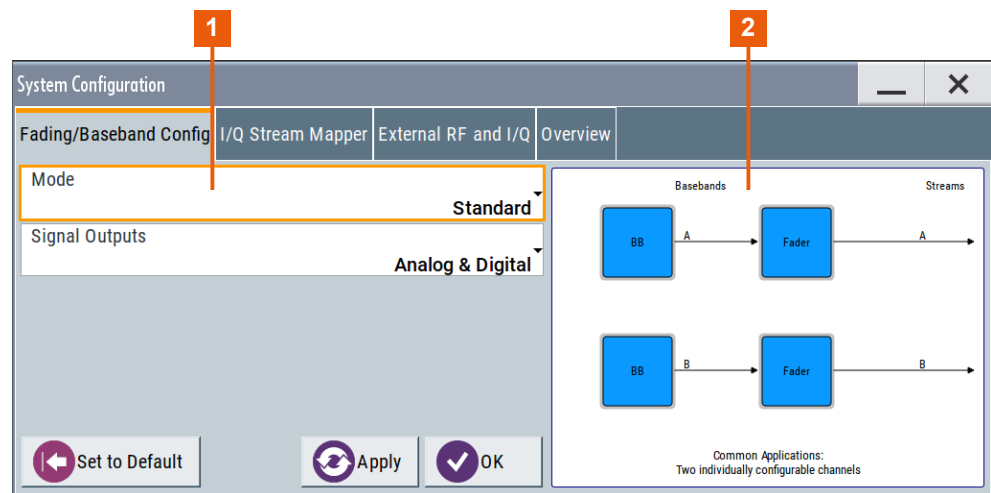 1
2
System Configuration
Fading/Baseband Config
I/Q Stream Mapper
External RF and I/Q
Overview
Mode
Standard
Signal Outputs
Analog & Digital
Set to Default
Apply
OK
Basebands
Streams
BB
A
Fader
A
BB
B
Fader
B
Common Applications:
Two individually configurable channels